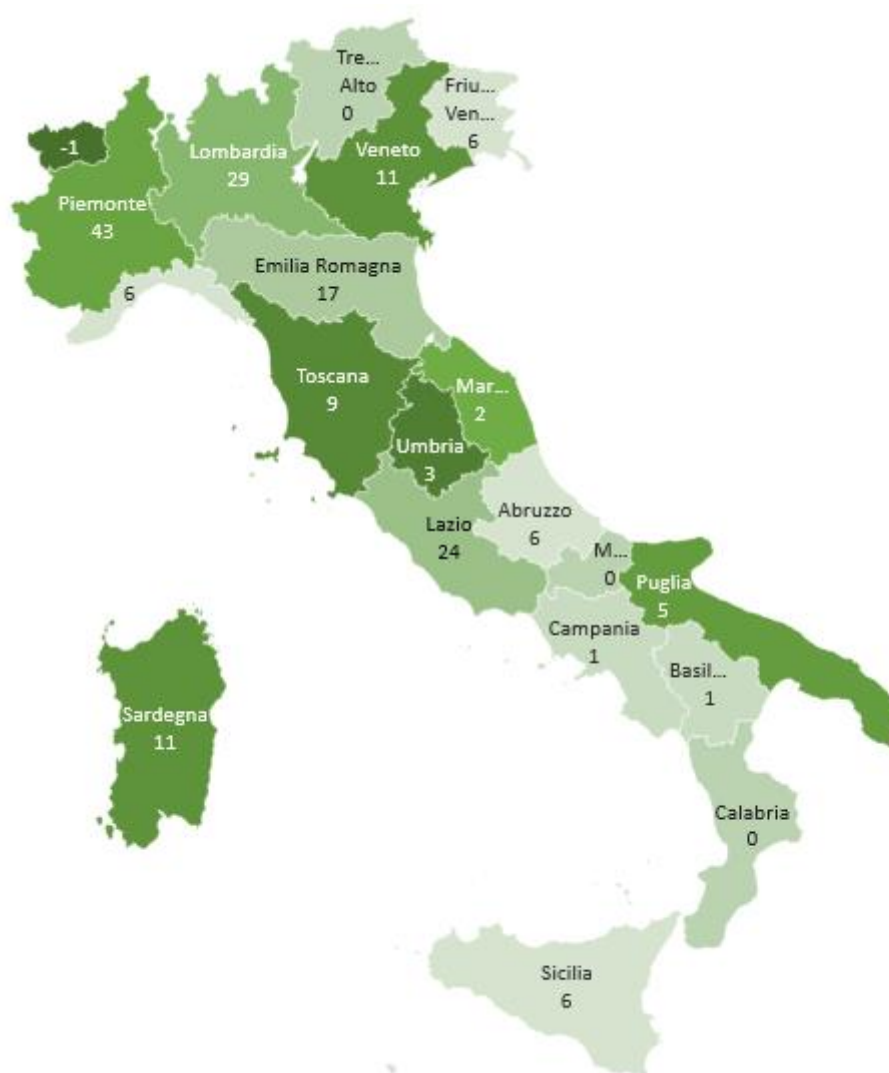 Tre...
Alto
0
Friu...
Ven...
6
-1
Lombardia
29
Veneto
11
Piemonte
43
Emilia Romagna
17
6
Toscana
9
Mar...
2
Umbria
3
Lazio
24
Abruzzo
6
M...
0
Puglia
5
Campania
1
Basil...
1
Sardegna
11
Calabria
0
Sicilia
6